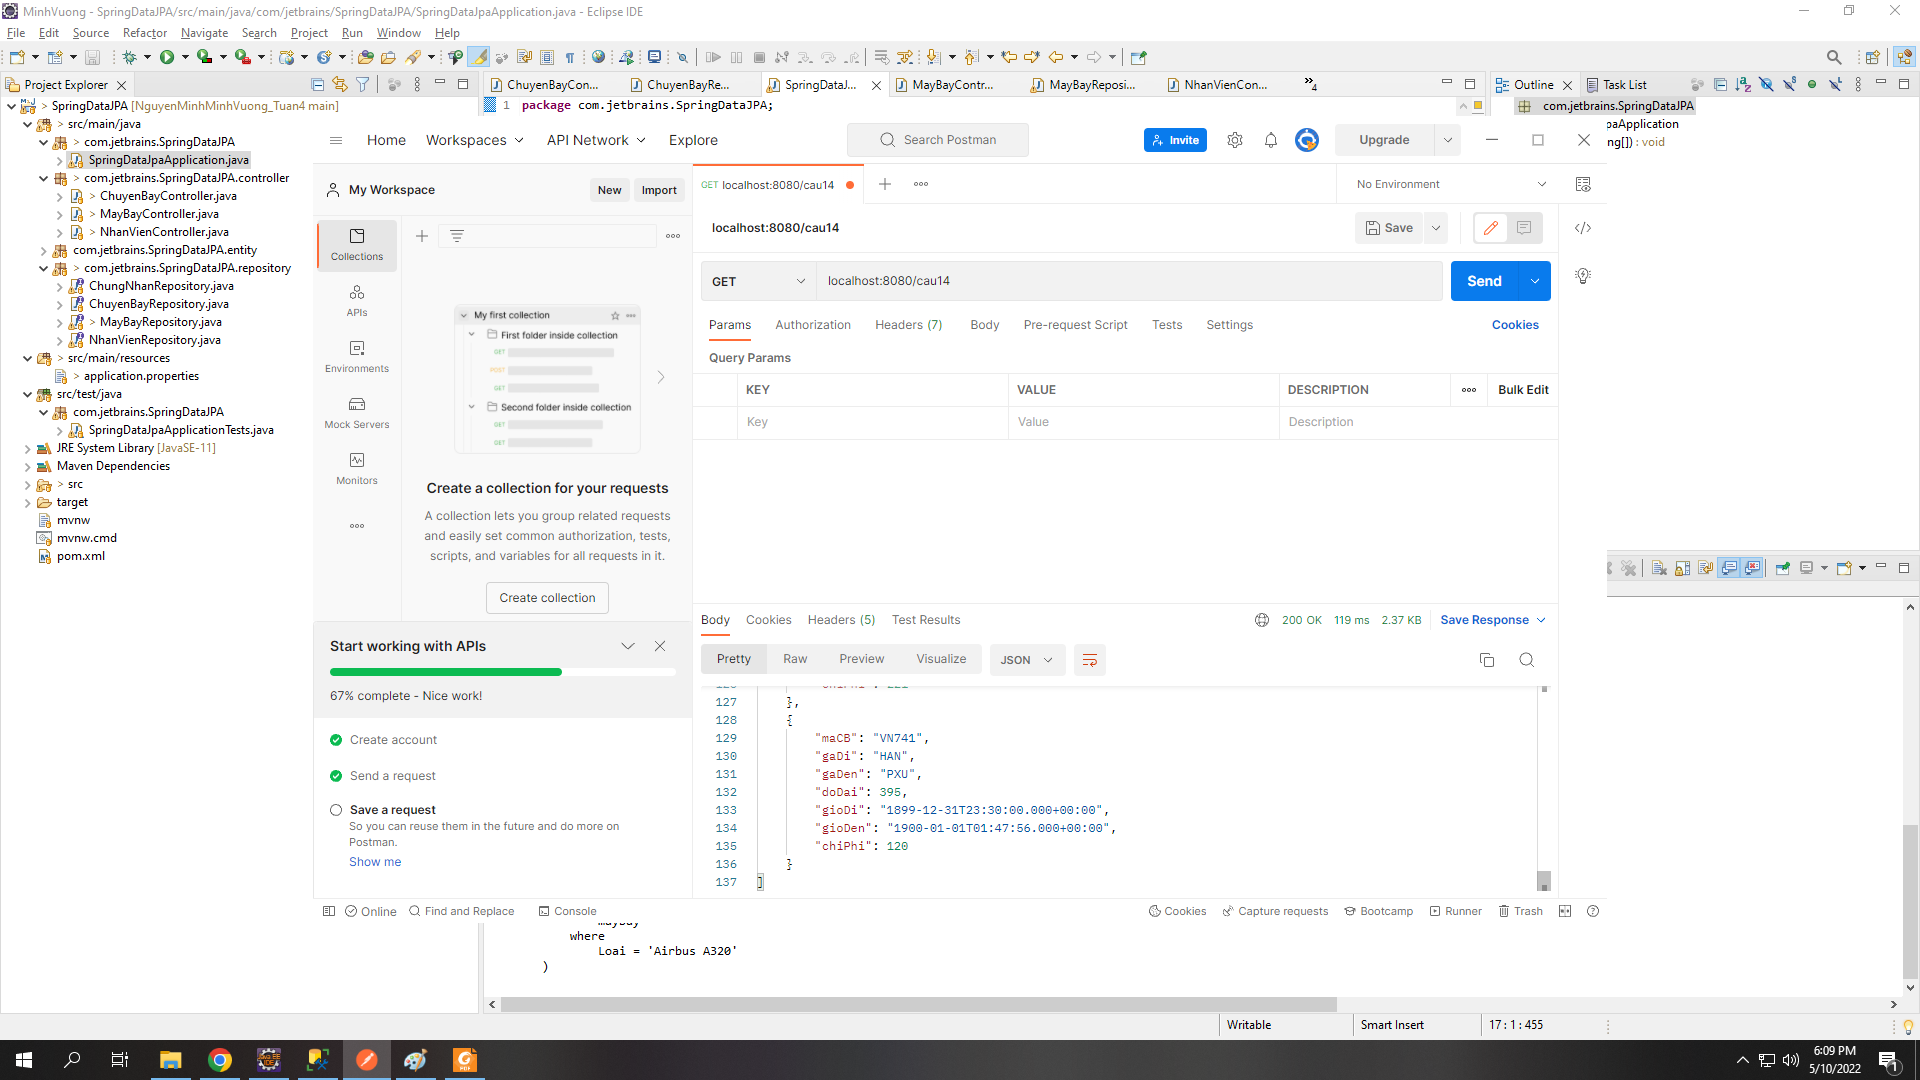 MinhVuong - SpringDataJPA/src/main/java/com/jetbrains/SpringDataJPA/SpringDataJpaApplication.java - Eclipse IDE
File Edit Source Refactor Navigate Search Project Run Window Help
Project Explorer
ChuyenBayCon...
ChuyenBayRe...
SpringDataJ...
MayBayContr...
MayBayReposi...
NhanVienCon...
4
Outline
Task List
SpringDataJPA [NguyenMinhMinhVuong_Tuan4 main]
src/main/java
com.jetbrains.SpringDataJPA
SpringDataJpaApplication.java
com.jetbrains.SpringDataJPA.controller
ChuyenBayController.java
MayBayController.java
NhanVienController.java
com.jetbrains.SpringDataJPA.entity
com.jetbrains.SpringDataJPA.repository
ChungNhanRepository.java
ChuyenBayRepository.java
MayBayRepository.java
NhanVienRepository.java
src/main/resources
application.properties
src/test/java
com.jetbrains.SpringDataJPA
SpringDataJpaApplicationTests.java
JRE System Library [JavaSE-11]
Maven Dependencies
src
target
mvnw
mvnw.cmd
pom.xml
1 package com.jetbrains.SpringDataJPA;
com.jetbrains.SpringDataJPA
paApplication
ng[]) : void
Home Workspaces API Network Explore
Search Postman
Invite
Upgrade
My Workspace
New
Import
GET localhost:8080/cau14
No Environment
localhost:8080/cau14
Save
Collections
APIs
Environments
Mock Servers
Monitors
My first collection
First folder inside collection
GET
POST
GET
Second folder inside collection
GET
GET
Create a collection for your requests
A collection lets you group related requests
and easily set common authorization, tests,
scripts, and variables for all requests in it.
Create collection
Start working with APIs
67% complete - Nice work!
Create account
Send a request
Save a request
So you can reuse them in the future and do more on
Postman.
Show me
GET
localhost:8080/cau14
Send
Params Authorization Headers (7) Body Pre-request Script Tests Settings
Cookies
Query Params
KEY VALUE DESCRIPTION
Bulk Edit
Key Value Description
Body Cookies Headers (5) Test Results
200 OK 119 ms 2.37 KB Save Response
Pretty Raw Preview Visualize JSON
127 },
128 {
129 "maCB": "VN741",
130 "gaDi": "HAN",
131 "gaDen": "PXU",
132 "doDai": 395,
133 "gioDi": "1899-12-31T23:30:00.000+00:00",
134 "gioDen": "1900-01-01T01:47:56.000+00:00",
135 "chiPhi": 120
136 }
137 ]
Online Find and Replace Console
Cookies Capture requests Bootcamp Runner Trash
where
Loai = 'Airbus A320'
)
Writable Smart Insert 17 : 1 : 455
6:09 PM
5/10/2022
1